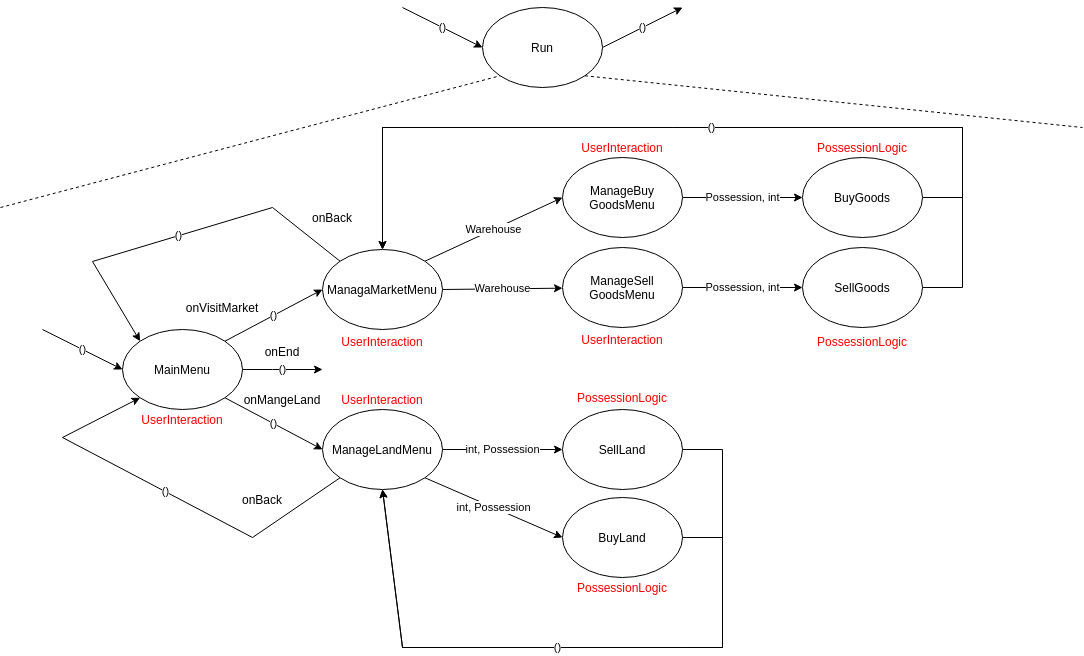 ()
()
Run
()
UserInteraction
PossessionLogic
ManageBuy
GoodsMenu
Possession, int
BuyGoods
onBack
()
Warehouse
ManagaMarketMenu
Warehouse
ManageSell
GoodsMenu
Possession, int
SellGoods
onVisitMarket
()
UserInteraction
UserInteraction
PossessionLogic
()
MainMenu
onEnd
()
UserInteraction
onMangeLand
()
UserInteraction
PossessionLogic
ManageLandMenu
int, Possession
SellLand
()
onBack
int, Possession
BuyLand
PossessionLogic
()